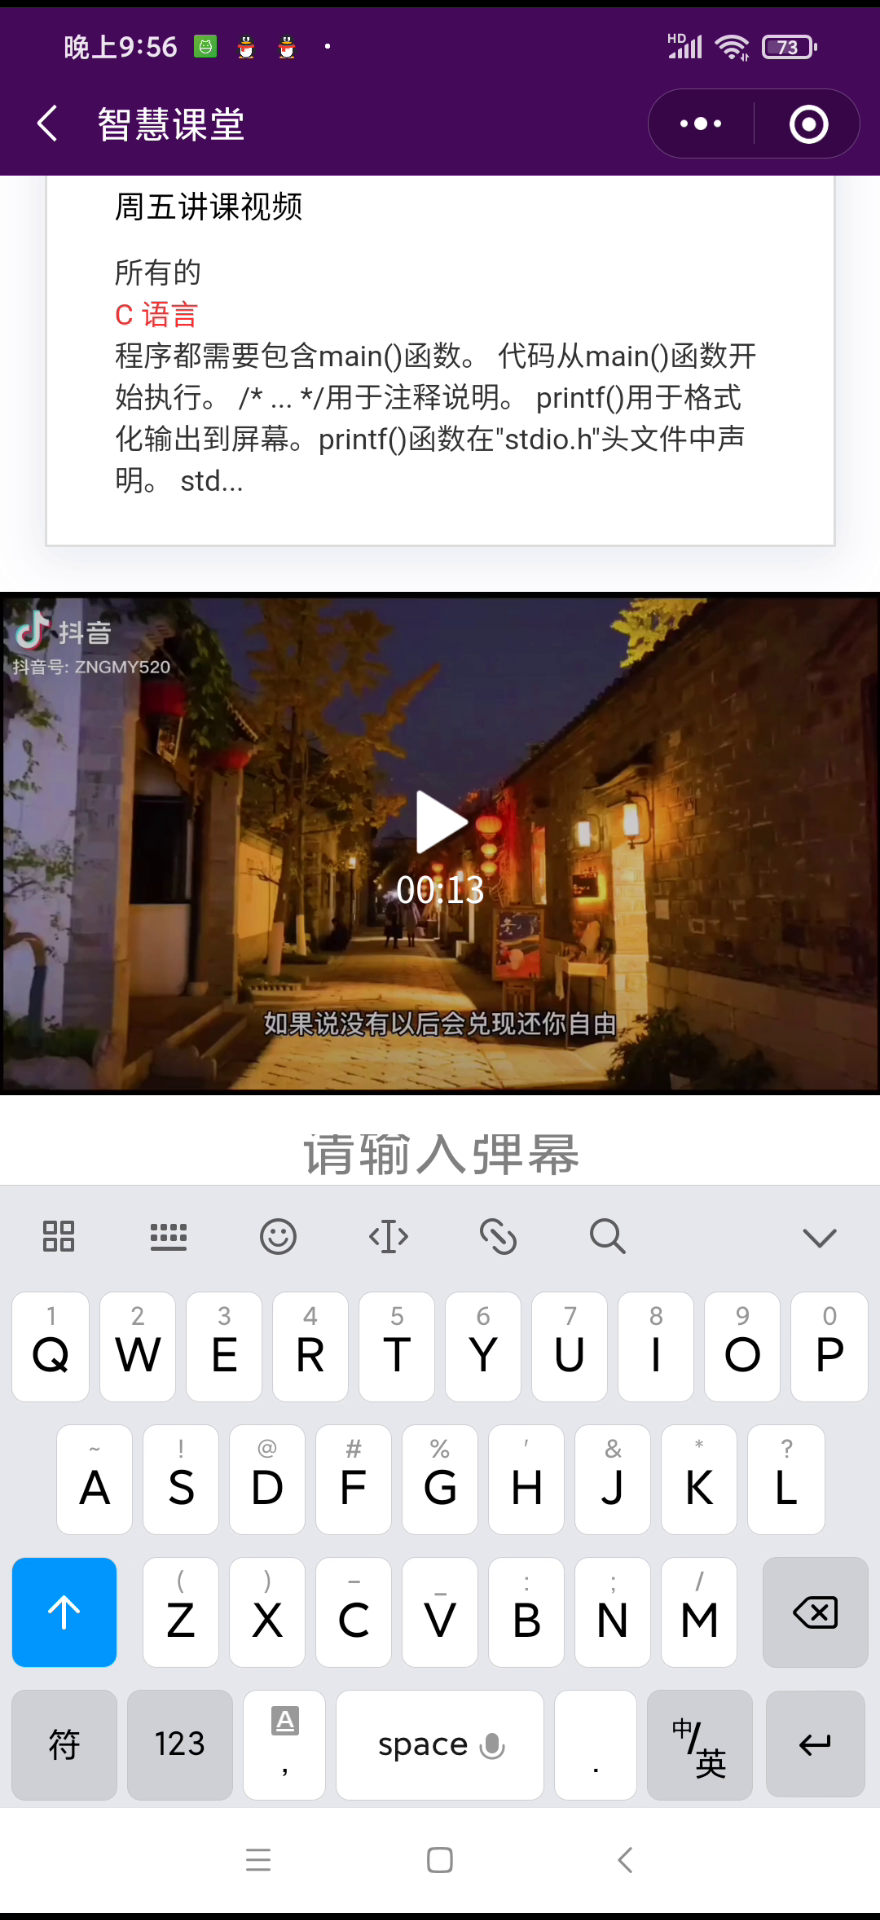 晚上9:56
HD
73
智慧课堂
周五讲课视频
所有的
C 语言
程序都需要包含main()函数。 代码从main()函数开
始执行。 /* ... */用于注释说明。 printf()用于格式
化输出到屏幕。printf()函数在"stdio.h"头文件中声
明。 std...
抖音
抖音号: ZNGMY520
00:13
如果说没有以后会兑现还你自由
请输入弹幕
1 2 3 4 5 6 7 8 9 0
Q W E R T Y U I O P
~ ! @ # % ' & * ?
A S D F G H J K L
( ) – _ : ; /
Z X C V B N M
符 123 A , space . 中/英